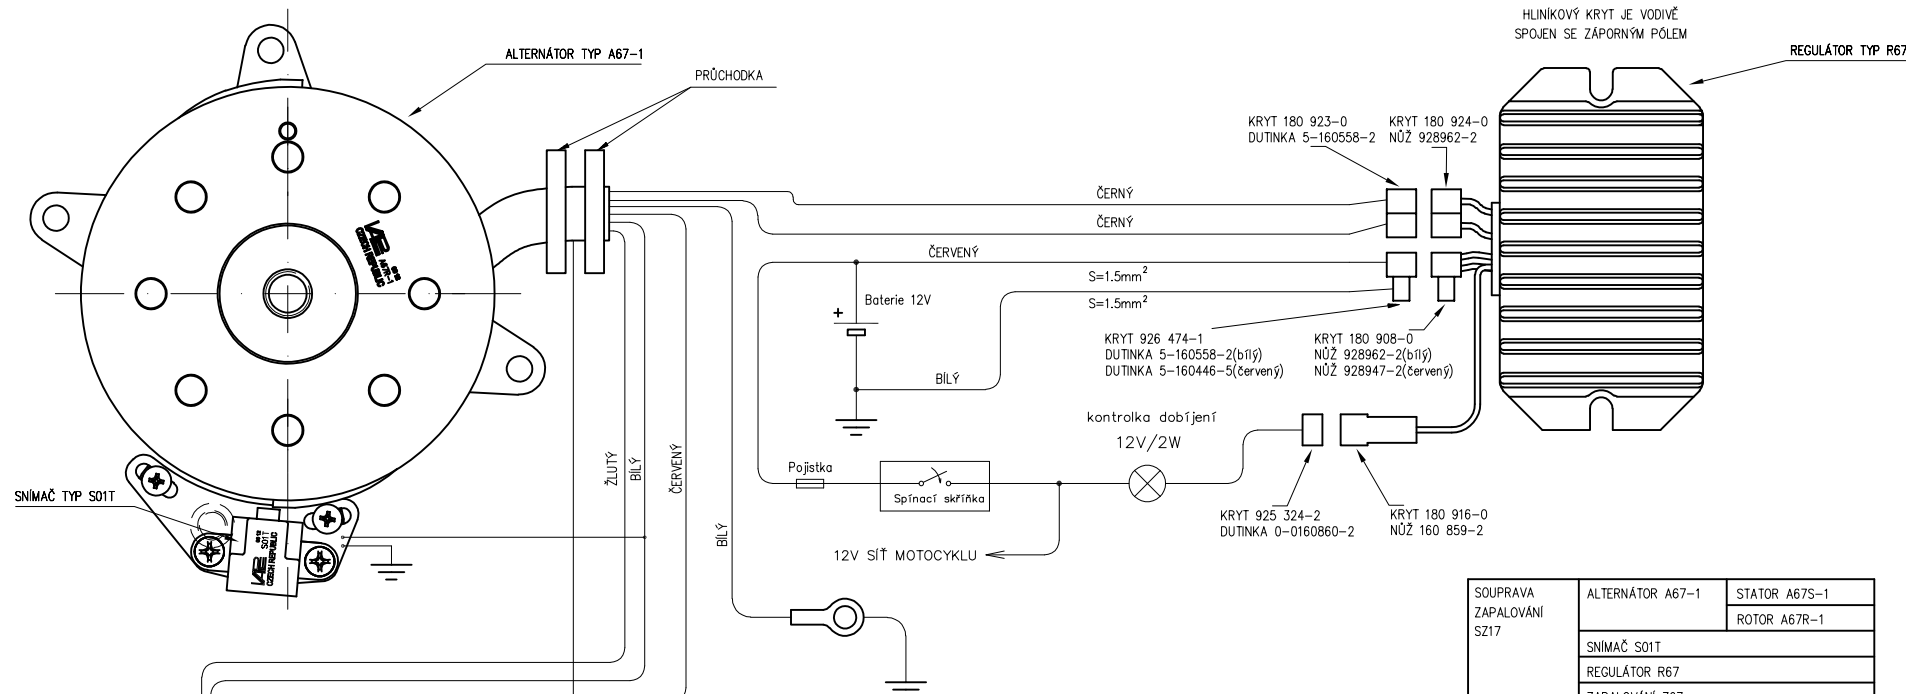 HLINÍKOVÝ KRYT JE VODIVĚ
SPOJEN SE ZÁPORNÝM PÓLEM
ALTERNÁTOR TYP A67-1
REGULÁTOR TYP R67
PRŮCHODKA
KRYT 180 923-0
DUTINKA 5-160558-2
KRYT 180 924-0
NŮŽ 928962-2
ČERNÝ
ČERNÝ
ČERVENÝ
S=1.5mm²
S=1.5mm²
Baterie 12V
+
CZECH REPUBLIC
A67R-1
KRYT 926 474-1
DUTINKA 5-160558-2(bílý)
DUTINKA 5-160446-5(červený)
KRYT 180 908-0
NŮŽ 928962-2(bílý)
NŮŽ 928947-2(červený)
BÍLÝ
kontrolka dobíjení
12V/2W
ŽLUTÝ
BÍLÝ
ČERVENÝ
BÍLÝ
Pojistka
Spínací skříňka
SNÍMAČ TYP S01T
S01T
CZECH REPUBLIC
KRYT 925 324-2
DUTINKA 0-0160860-2
KRYT 180 916-0
NŮŽ 160 859-2
12V SÍŤ MOTOCYKLU
SOUPRAVA
ZAPALOVÁNÍ
SZ17
ALTERNÁTOR A67-1
STATOR A67S-1
ROTOR A67R-1
SNÍMAČ S01T
REGULÁTOR R67